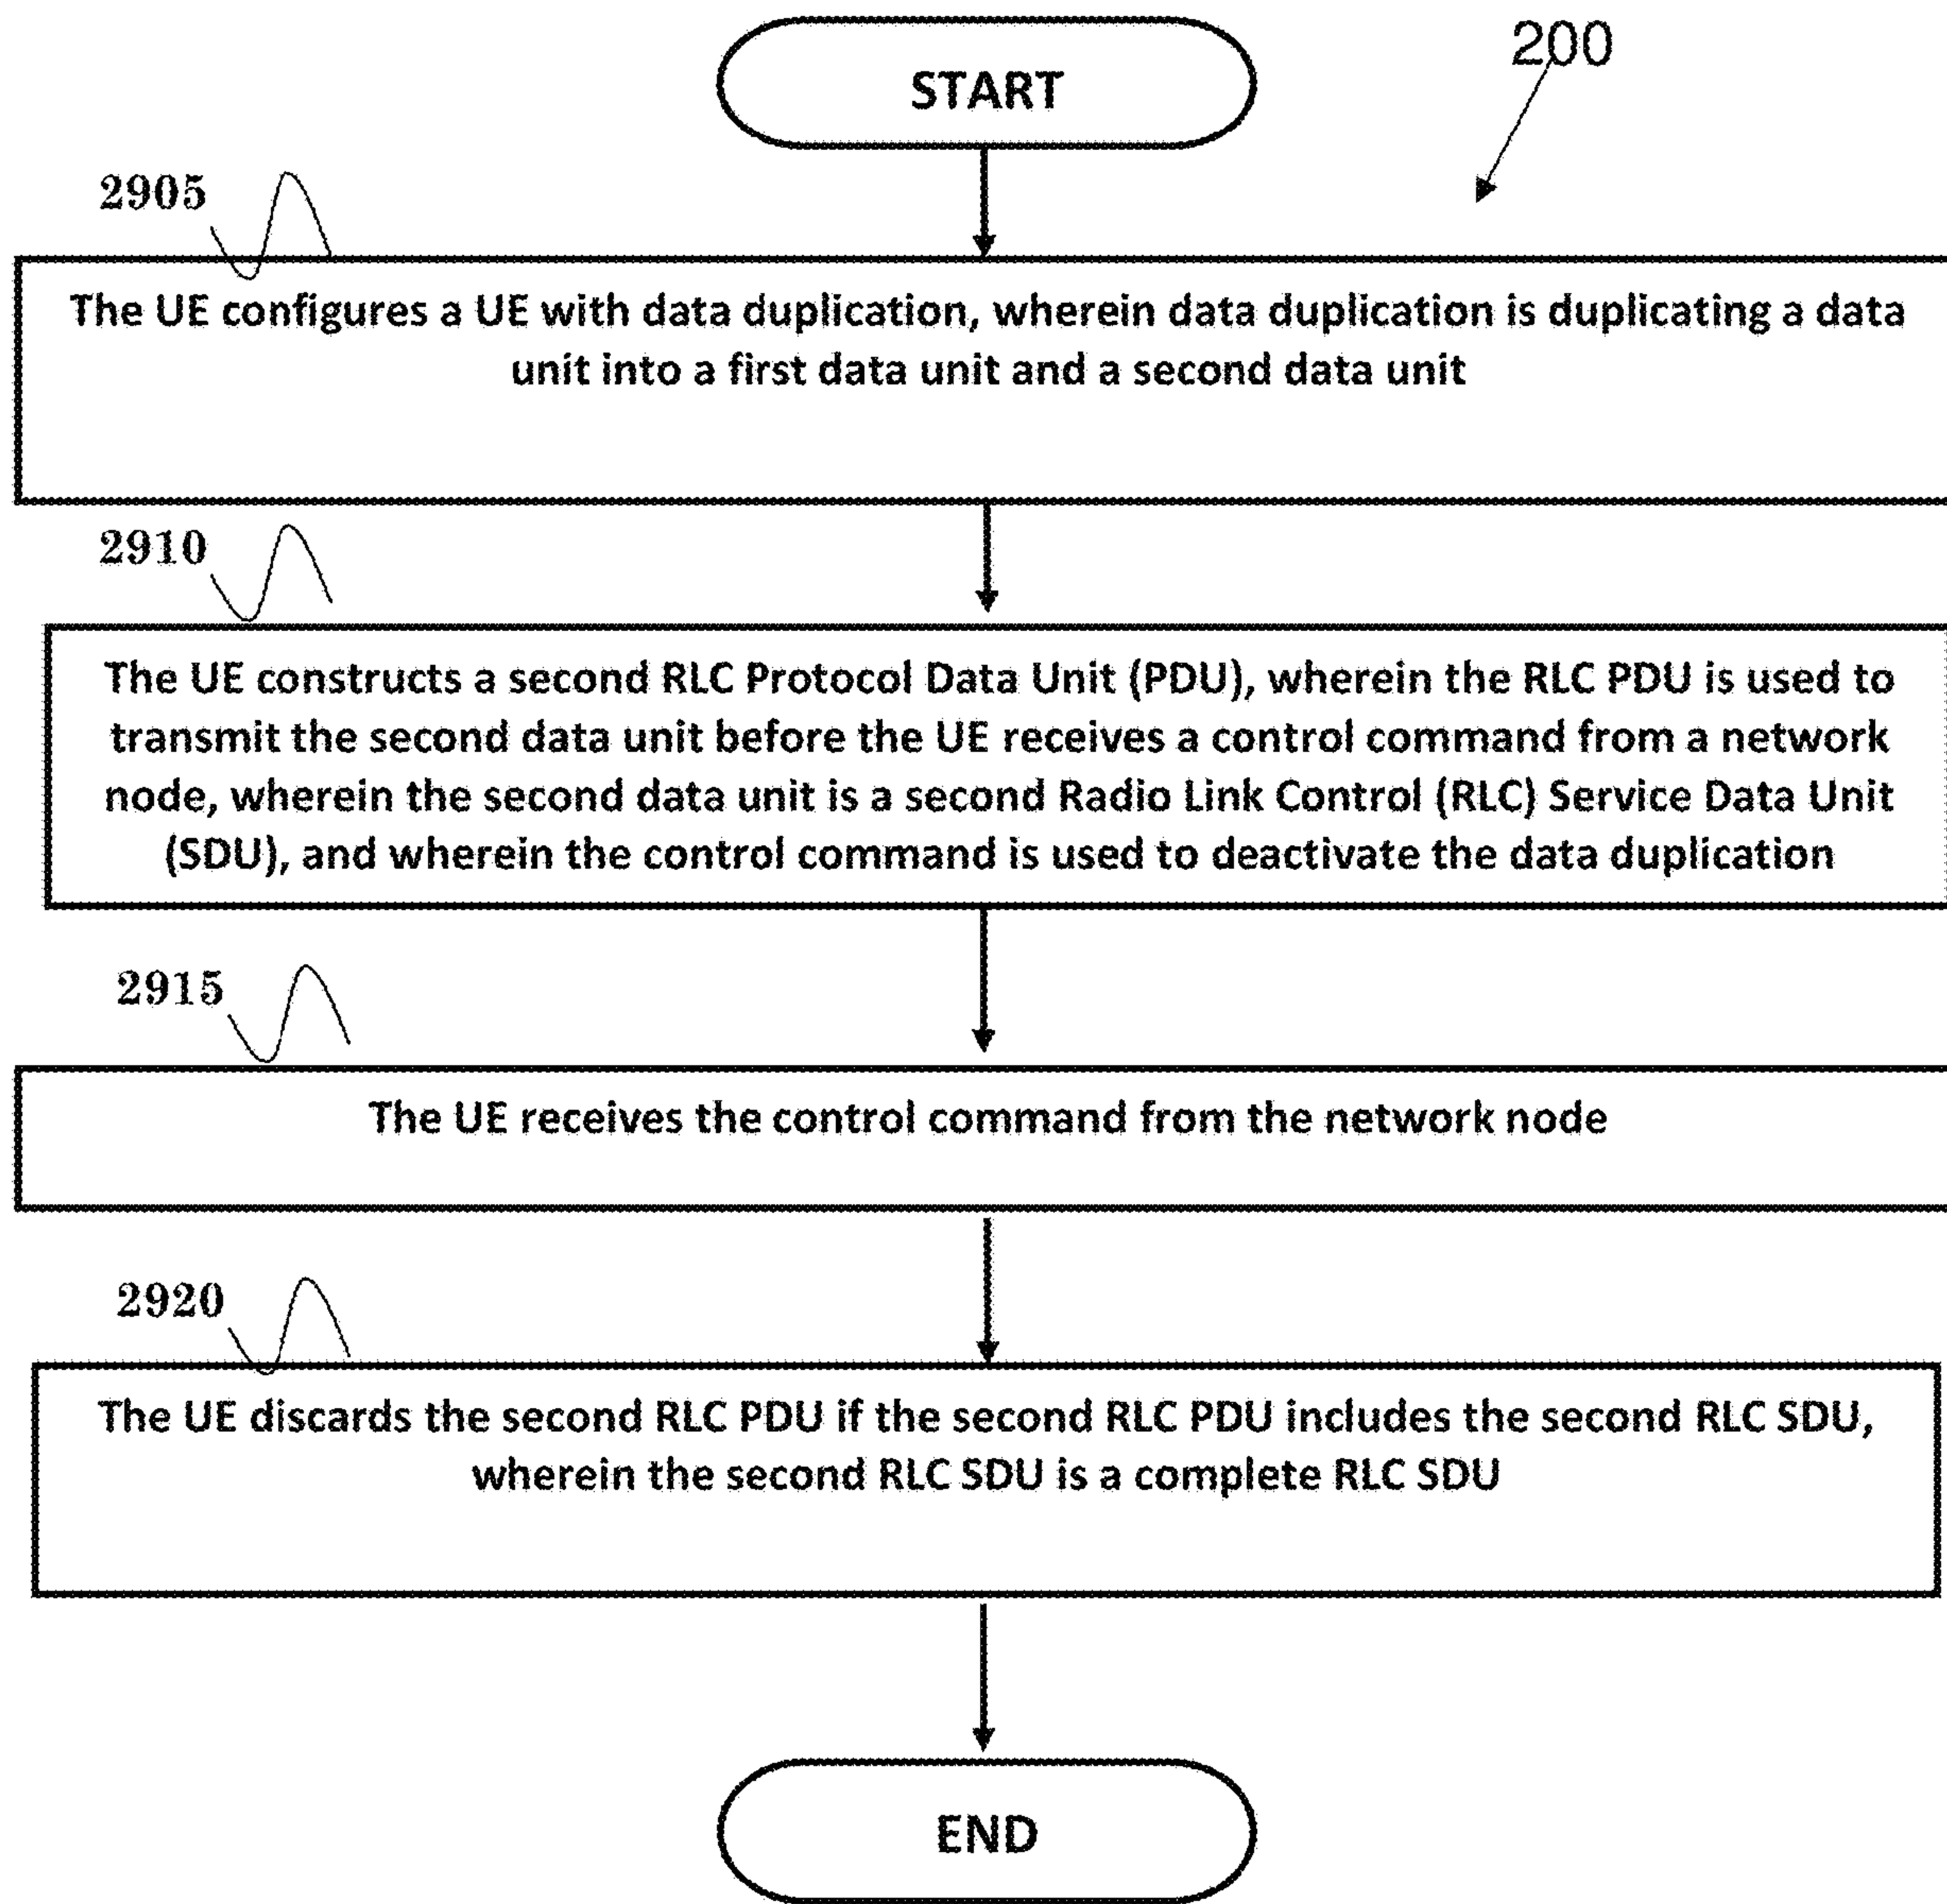 START
200
2905
The UE configures a UE with data duplication, wherein data duplication is duplicating a data
unit into a first data unit and a second data unit
2910
The UE constructs a second RLC Protocol Data Unit (PDU), wherein the RLC PDU is used to
transmit the second data unit before the UE receives a control command from a network
node, wherein the second data unit is a second Radio Link Control (RLC) Service Data Unit
(SDU), and wherein the control command is used to deactivate the data duplication
2915
The UE receives the control command from the network node
2920
The UE discards the second RLC PDU if the second RLC PDU includes the second RLC SDU,
wherein the second RLC SDU is a complete RLC SDU
END